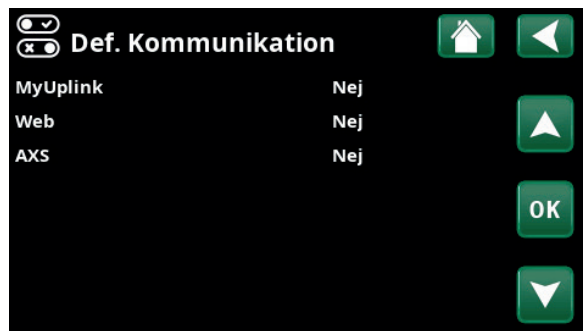 Def. Kommunikation
MyUplink Nej
Web Nej
AXS Nej
OK